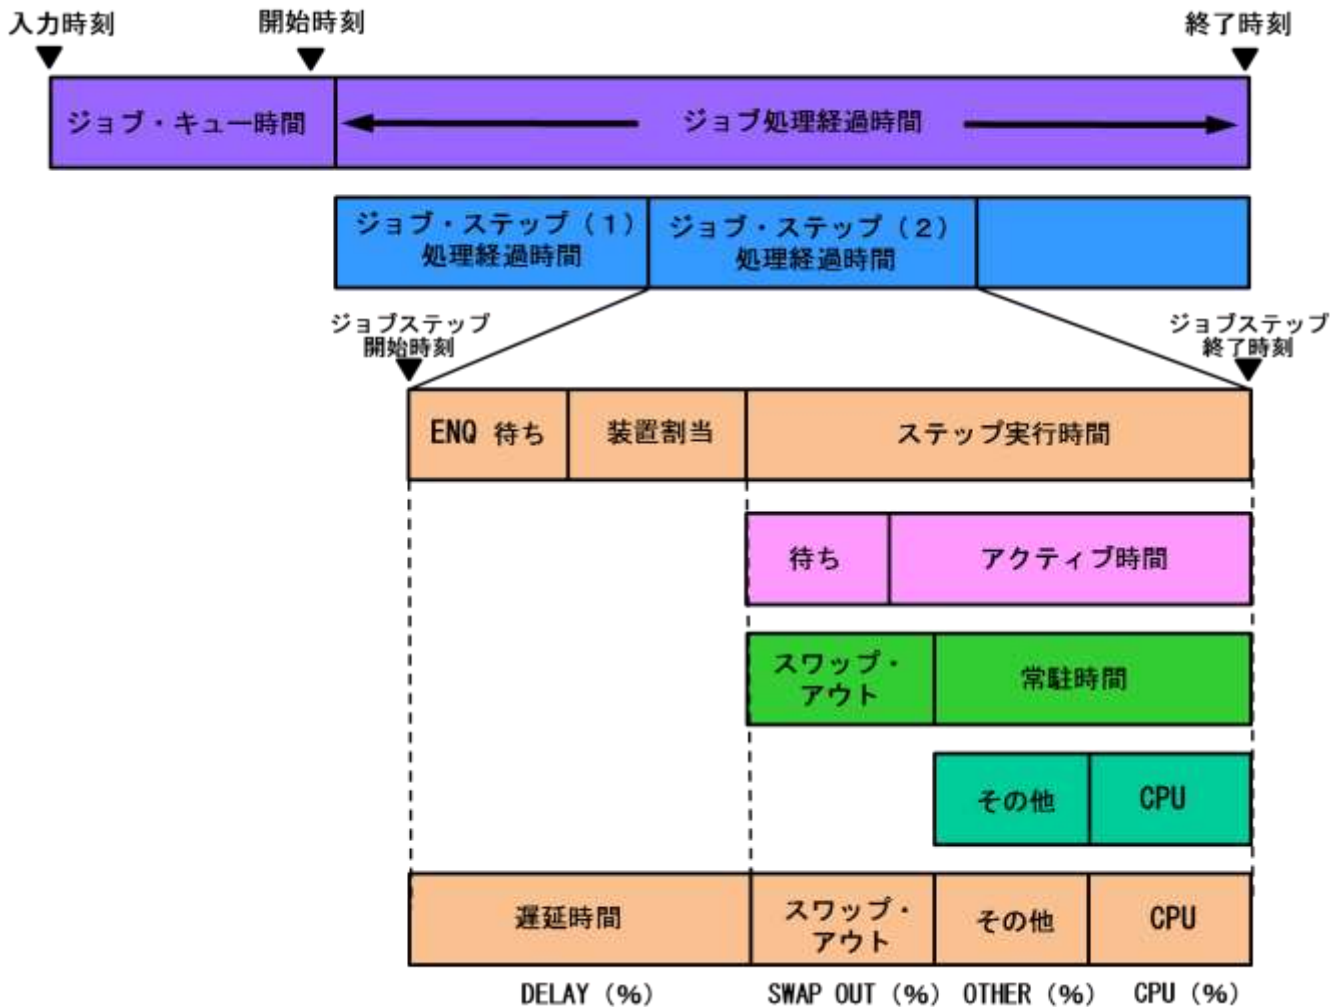 入力時刻
開始時刻
終了時刻
ジョブ・キュー時間
ジョブ処理経過時間
ジョブ・ステップ(1)
処理経過時間
ジョブ・ステップ(2)
処理経過時間
ジョブステップ
開始時刻
ジョブステップ
終了時刻
ENQ 待ち
装置割当
ステップ実行時間
待ち
アクティブ時間
スワップ・
アウト
常駐時間
その他
CPU
遅延時間
スワップ・
アウト
その他
CPU
DELAY (%)
SWAP OUT (%)
OTHER (%)
CPU (%)